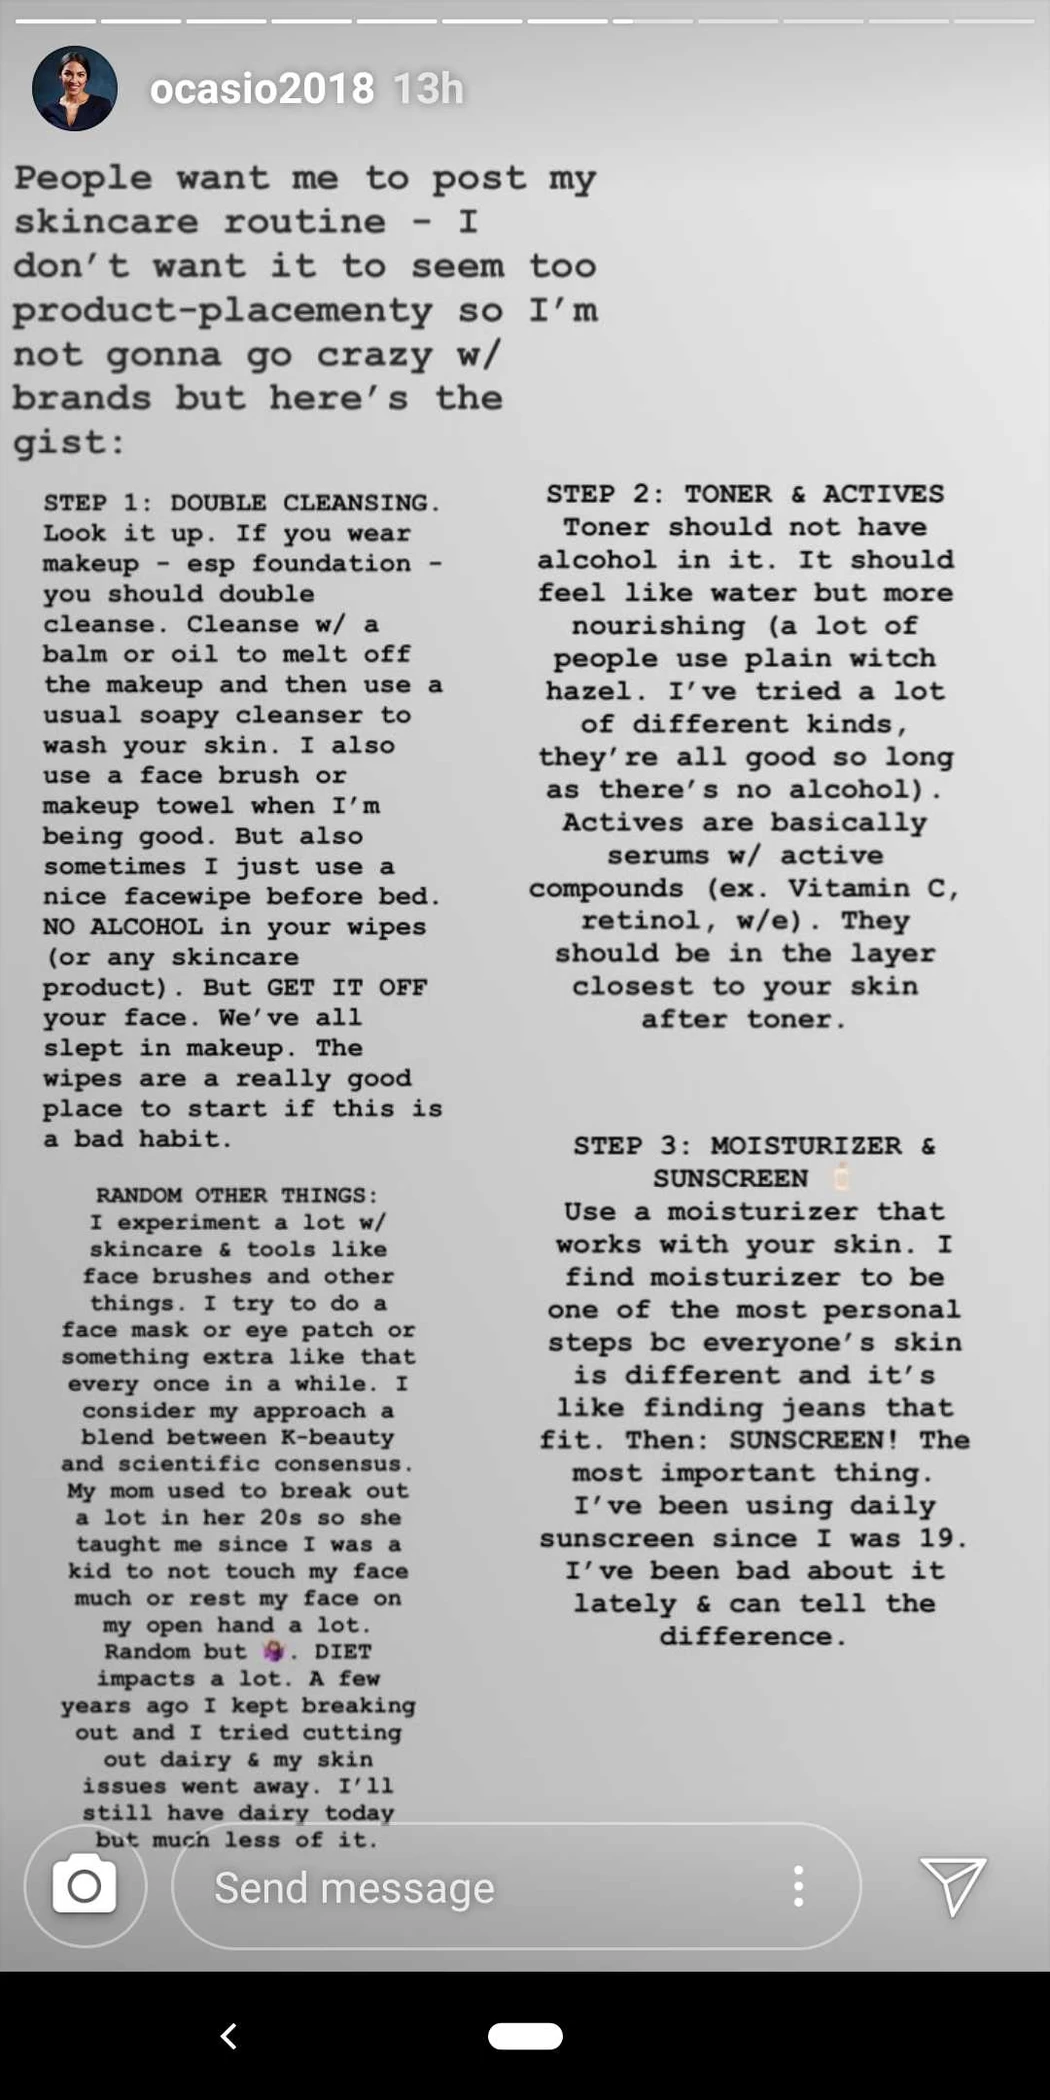 ocasio2018 13h
People want me to post my
skincare routine - I
don't want it to seem too
product-placementy so I'm
not gonna go crazy w/
brands but here's the
gist:
STEP 1: DOUBLE CLEANSING.
Look it up. If you wear
makeup - esp foundation -
you should double
cleanse. Cleanse w/ a
balm or oil to melt off
the makeup and then use a
usual soapy cleanser to
wash your skin. I also
use a face brush or
makeup towel when I'm
being good. But also
sometimes I just use a
nice facewipe before bed.
NO ALCOHOL in your wipes
(or any skincare
product). But GET IT OFF
your face. We've all
slept in makeup. The
wipes are a really good
place to start if this is
a bad habit.
STEP 2: TONER & ACTIVES
Toner should not have
alcohol in it. It should
feel like water but more
nourishing (a lot of
people use plain witch
hazel. I've tried a lot
of different kinds,
they're all good so long
as there's no alcohol).
Actives are basically
serums w/ active
compounds (ex. Vitamin C,
retinol, w/e). They
should be in the layer
closest to your skin
after toner.
STEP 3: MOISTURIZER &
SUNSCREEN 🧴
Use a moisturizer that
works with your skin. I
find moisturizer to be
one of the most personal
steps bc everyone's skin
is different and it's
like finding jeans that
fit. Then: SUNSCREEN! The
most important thing.
I've been using daily
sunscreen since I was 19.
I've been bad about it
lately & can tell the
difference.
RANDOM OTHER THINGS:
I experiment a lot w/
skincare & tools like
face brushes and other
things. I try to do a
face mask or eye patch or
something extra like that
every once in a while. I
consider my approach a
blend between K-beauty
and scientific consensus.
My mom used to break out
a lot in her 20s so she
taught me since I was a
kid to not touch my face
much or rest my face on
my open hand a lot.
Random but 🤷🏽‍♀️. DIET
impacts a lot. A few
years ago I kept breaking
out and I tried cutting
out dairy & my skin
issues went away. I'll
still have dairy today
but much less of it.
Send message